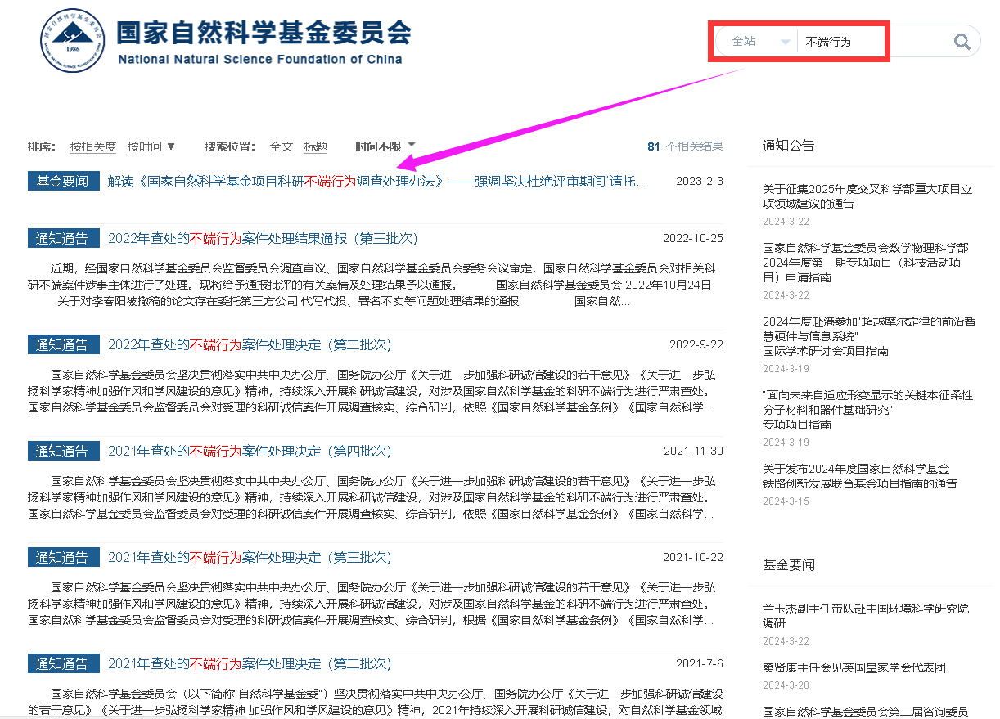 国家自然科学基金委员会
National Natural Science Foundation of China
1986
全站 不端行为
排序： 按相关度 按时间▼ 搜索位置： 全文 标题 时间不限 81 个相关结果
基金要闻 解读《国家自然科学基金项目科研不端行为调查处理办法》——强调坚决杜绝评审期间“请托... 2023-2-3
通知通告 2022年查处的不端行为案件处理结果通报（第三批次） 2022-10-25
近期，经国家自然科学基金委员会监督委员会调查审议、国家自然科学基金委员会委务会议审定，国家自然科学基金委员会对相关科
研不端案件涉事主体进行了处理。现将给予通报批评的有关案情及处理结果予以通报。 国家自然科学基金委员会 2022年10月24日
关于对李春阳被撤稿的论文存在委托第三方公司 代写代投、署名不实等问题处理结果的通报 国家自然...
通知通告 2022年查处的不端行为案件处理决定（第二批次） 2022-9-22
国家自然科学基金委员会坚决贯彻落实中共中央办公厅、国务院办公厅《关于进一步加强科研诚信建设的若干意见》《关于进一步弘
扬科学家精神加强作风和学风建设的意见》精神，持续深入开展科研诚信建设，对涉及国家自然科学基金的科研不端行为进行严肃查处。
国家自然科学基金委员会监督委员会对受理的科研诚信案件开展调查核实、综合研判，依照《国家自然科学基金条例》《国家自然科学...
通知通告 2021年查处的不端行为案件处理决定（第四批次） 2021-11-30
国家自然科学基金委员会坚决贯彻落实中共中央办公厅、国务院办公厅《关于进一步加强科研诚信建设的若干意见》《关于进一步弘
扬科学家精神加强作风和学风建设的意见》精神，持续深入开展科研诚信建设，对涉及国家自然科学基金的科研不端行为进行严肃查处。
国家自然科学基金委员会监督委员会对受理的科研诚信案件开展调查核实、综合研判，依照《国家自然科学基金条例》《国家自然科学...
通知通告 2021年查处的不端行为案件处理决定（第三批次） 2021-10-22
国家自然科学基金委员会坚决贯彻落实中共中央办公厅、国务院办公厅《关于进一步加强科研诚信建设的若干意见》《关于进一步弘
扬科学家精神加强作风和学风建设的意见》精神，持续深入开展科研诚信建设，对涉及国家自然科学基金的科研不端行为进行严肃查处。
国家自然科学基金委员会监督委员会对受理的科研诚信案件开展调查核实、综合研判，根据《国家自然科学基金条例》《国家自然科学...
通知通告 2021年查处的不端行为案件处理决定（第二批次） 2021-7-6
国家自然科学基金委员会（以下简称“自然科学基金委”）坚决贯彻落实中共中央办公厅、国务院办公厅《关于进一步加强科研诚信建设
的若干意见》《关于进一步弘扬科学家精神 加强作风和学风建设的意见》精神，2021年持续深入开展科研诚信建设，对自然科学基金领域
通知公告
关于征集2025年度交叉科学部重大项目立
项领域建议的通告
2024-3-22
国家自然科学基金委员会数学物理科学部
2024年度第一期专项项目（科技活动项
目）申请指南
2024-3-22
2024年度赴港参加“超越摩尔定律的前沿智
慧硬件与信息系统”
国际学术研讨会项目指南
2024-3-19
“面向未来自适应形变显示的关键本征柔性
分子材料和器件基础研究”
专项项目指南
2024-3-19
关于发布2024年度国家自然科学基金
铁路创新发展联合基金项目指南的通告
2024-3-15
基金要闻
兰玉杰副主任带队赴中国环境科学研究院
调研
2024-3-22
窦贤康主任会见英国皇家学会代表团
2024-3-20
国家自然科学基金委员会第二届咨询委员